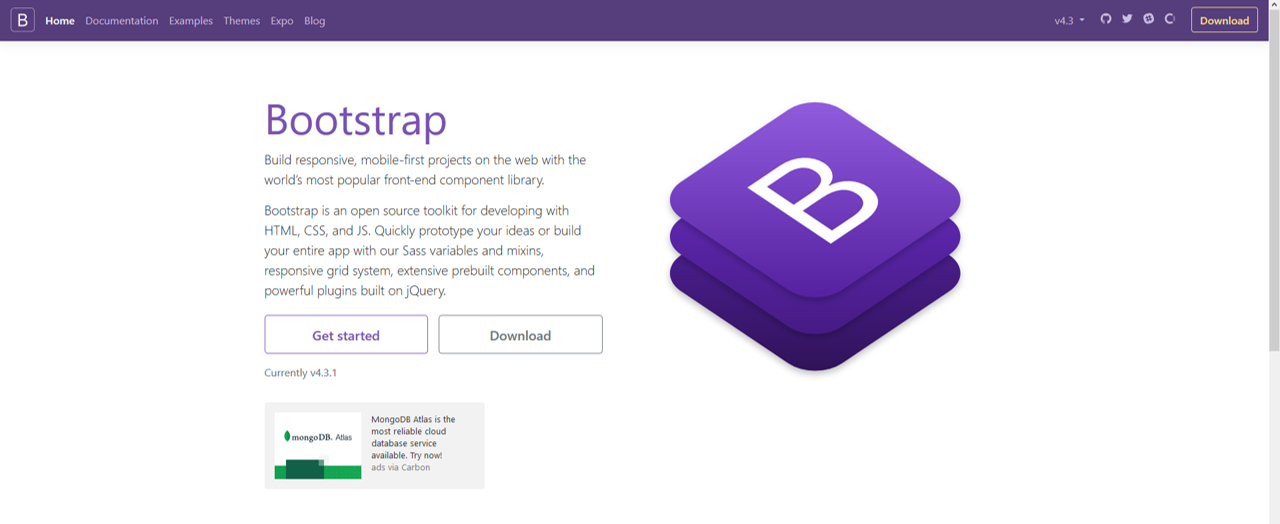 B Home Documentation Examples Themes Expo Blog v4.3 Download
Bootstrap
Build responsive, mobile-first projects on the web with the
world’s most popular front-end component library.
Bootstrap is an open source toolkit for developing with
HTML, CSS, and JS. Quickly prototype your ideas or build
your entire app with our Sass variables and mixins,
responsive grid system, extensive prebuilt components, and
powerful plugins built on jQuery.
B
Get started Download
Currently v4.3.1
mongoDB. Atlas
MongoDB Atlas is the
most reliable cloud
database service
available. Try now!
ads via Carbon